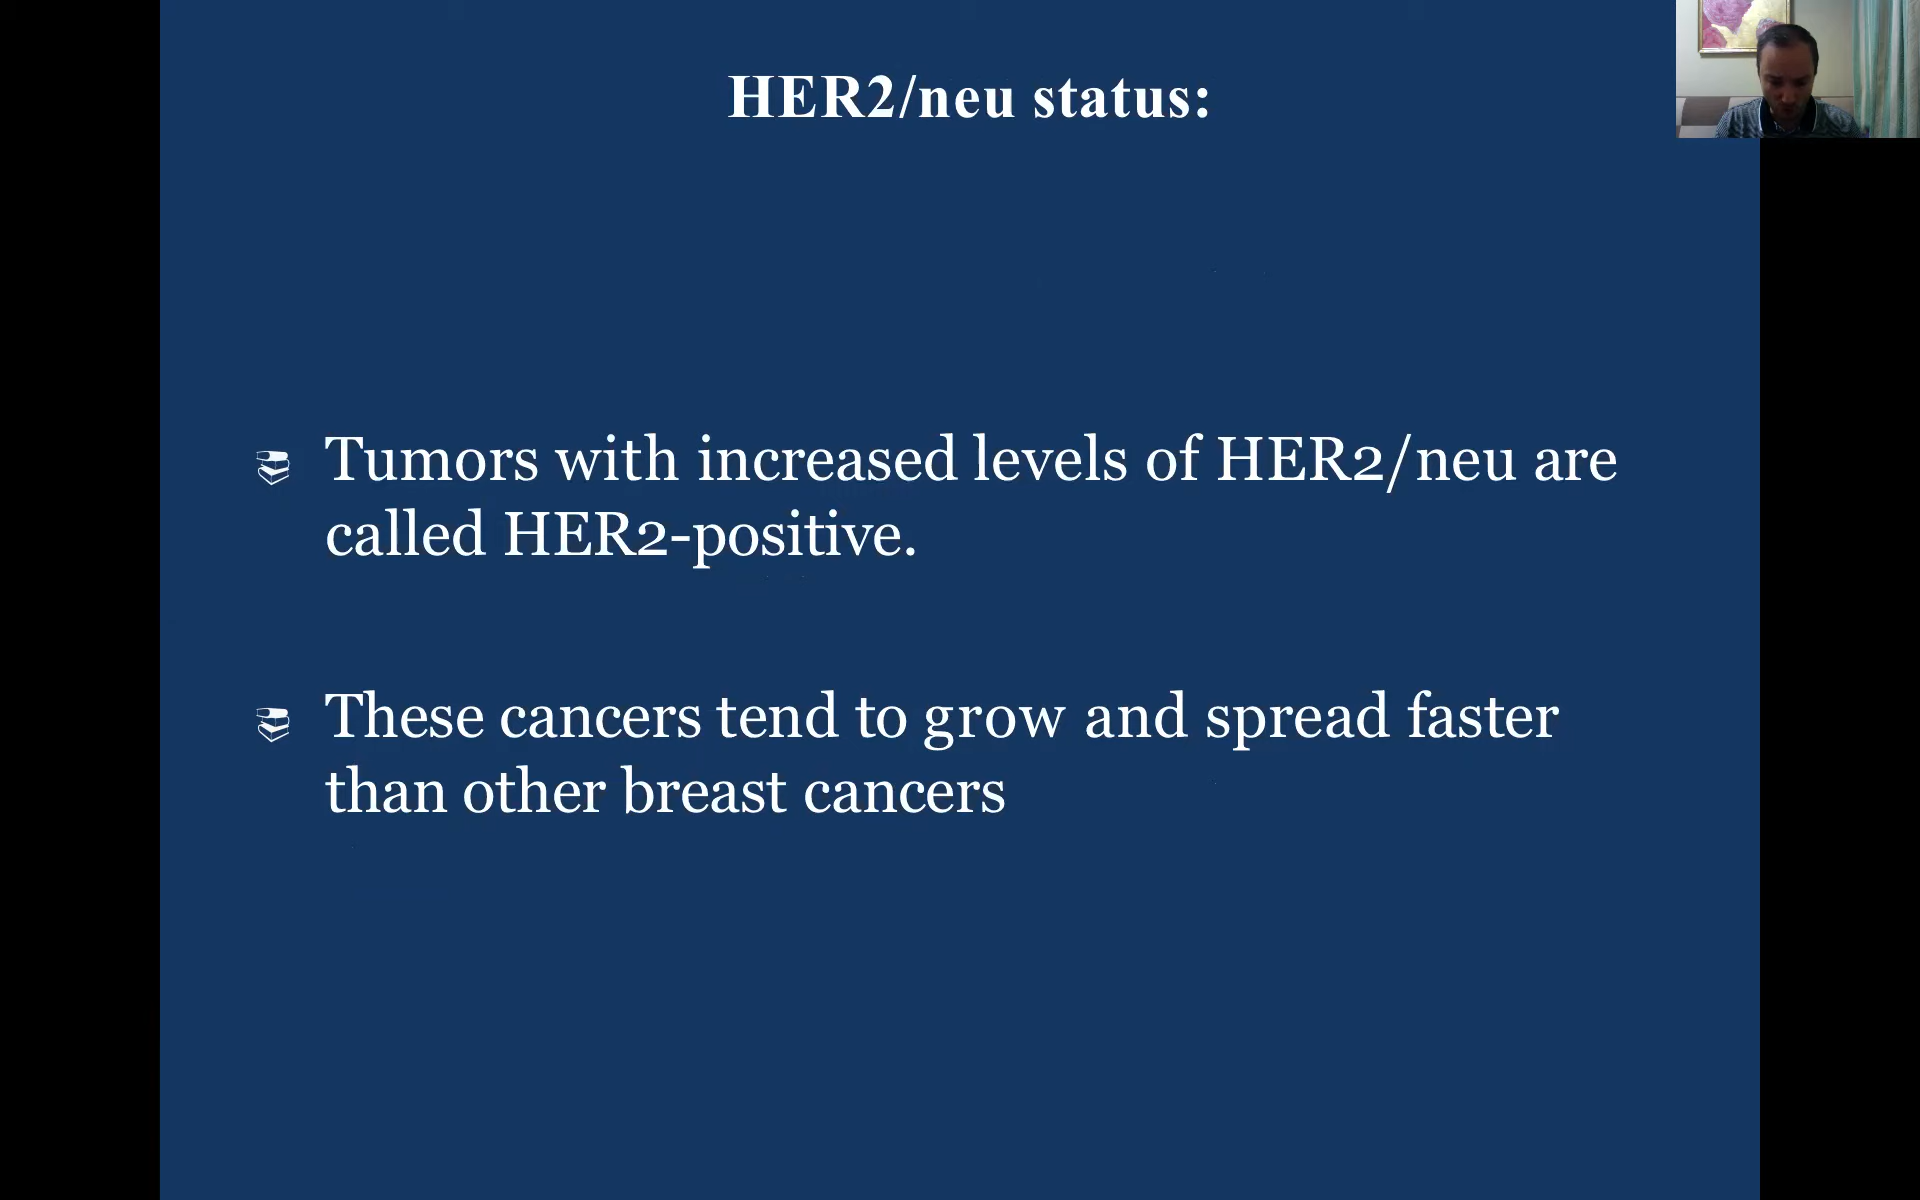 HER2/neu status:
Tumors with increased levels of HER2/neu are
called HER2-positive.
These cancers tend to grow and spread faster
than other breast cancers